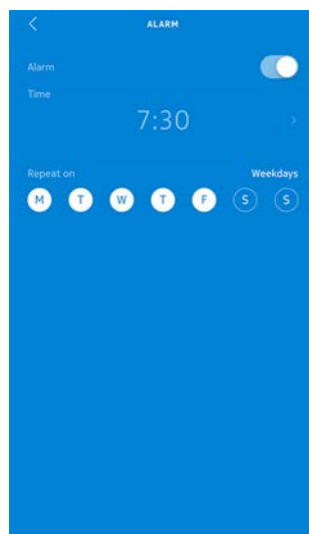 ALARM
Alarm
Time
7:30
Repeat on Weekdays
M T W T F S S